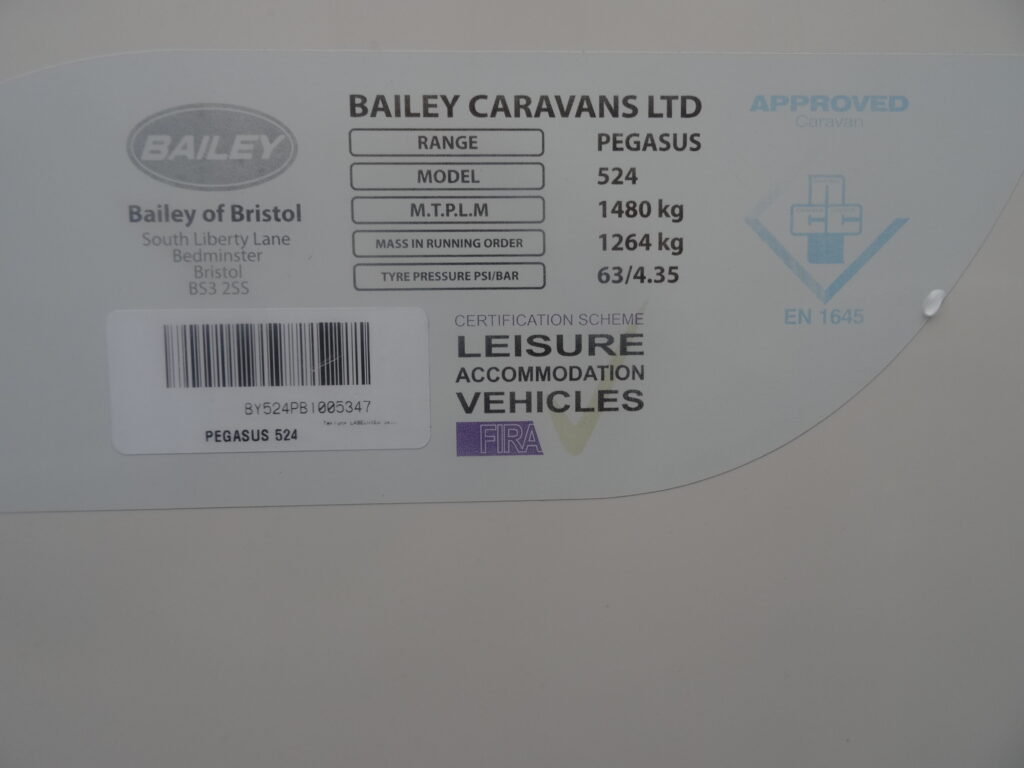 BAILEY
Bailey of Bristol
South Liberty Lane
Bedminster
Bristol
BS3 2SS
BAILEY CARAVANS LTD
RANGE PEGASUS
MODEL 524
M.T.P.L.M 1480 kg
MASS IN RUNNING ORDER 1264 kg
TYRE PRESSURE PSI/BAR 63/4.35
APPROVED
Caravan
EN 1645
BY524PB1005347
PEGASUS 524
CERTIFICATION SCHEME
LEISURE
ACCOMMODATION
VEHICLES
FIRA